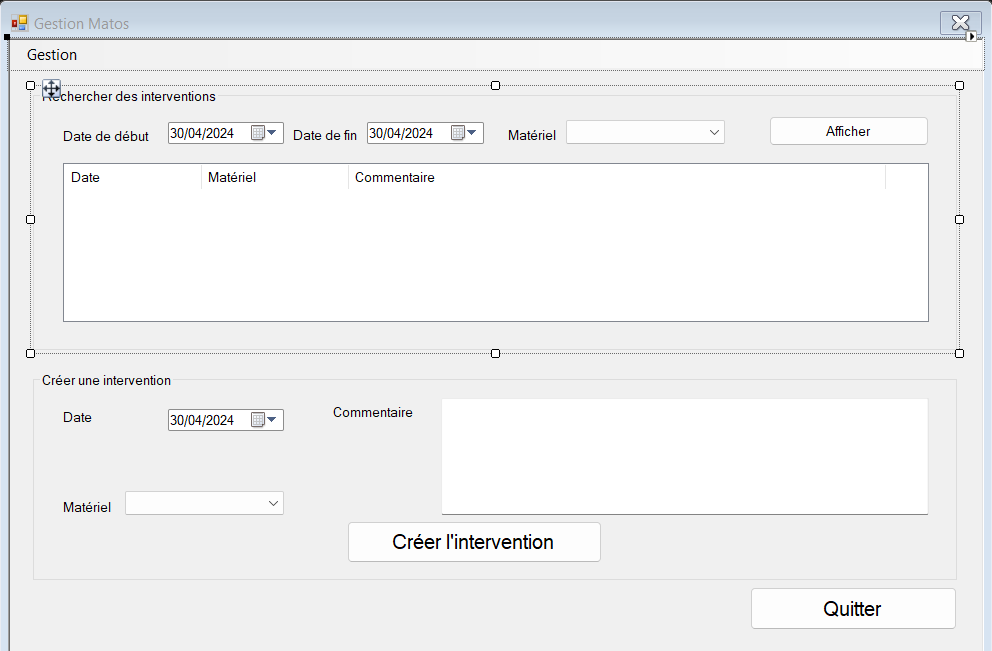 Gestion Matos
Gestion
Rechercher des interventions
Date de début 30/04/2024 Date de fin 30/04/2024 Matériel Afficher
Date Matériel Commentaire
Créer une intervention
Date 30/04/2024 Commentaire
Matériel
Créer l'intervention
Quitter